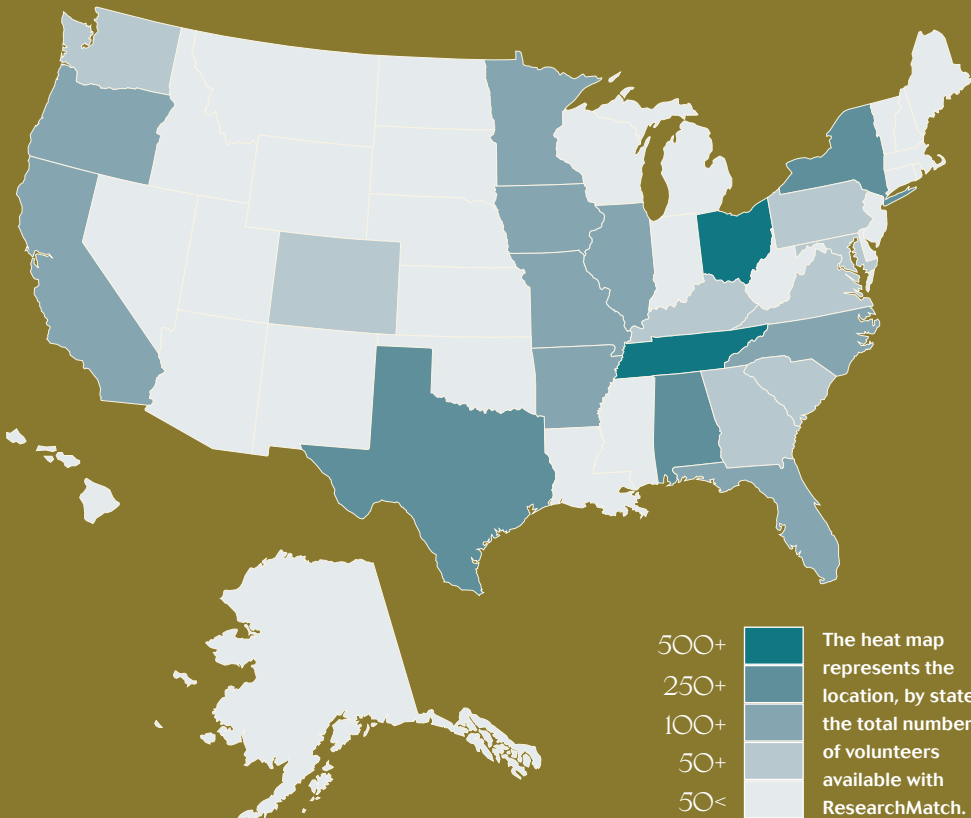 500+
250+
100+
50+
50<
The heat map
represents the
location, by state
the total number
of volunteers
available with
ResearchMatch.